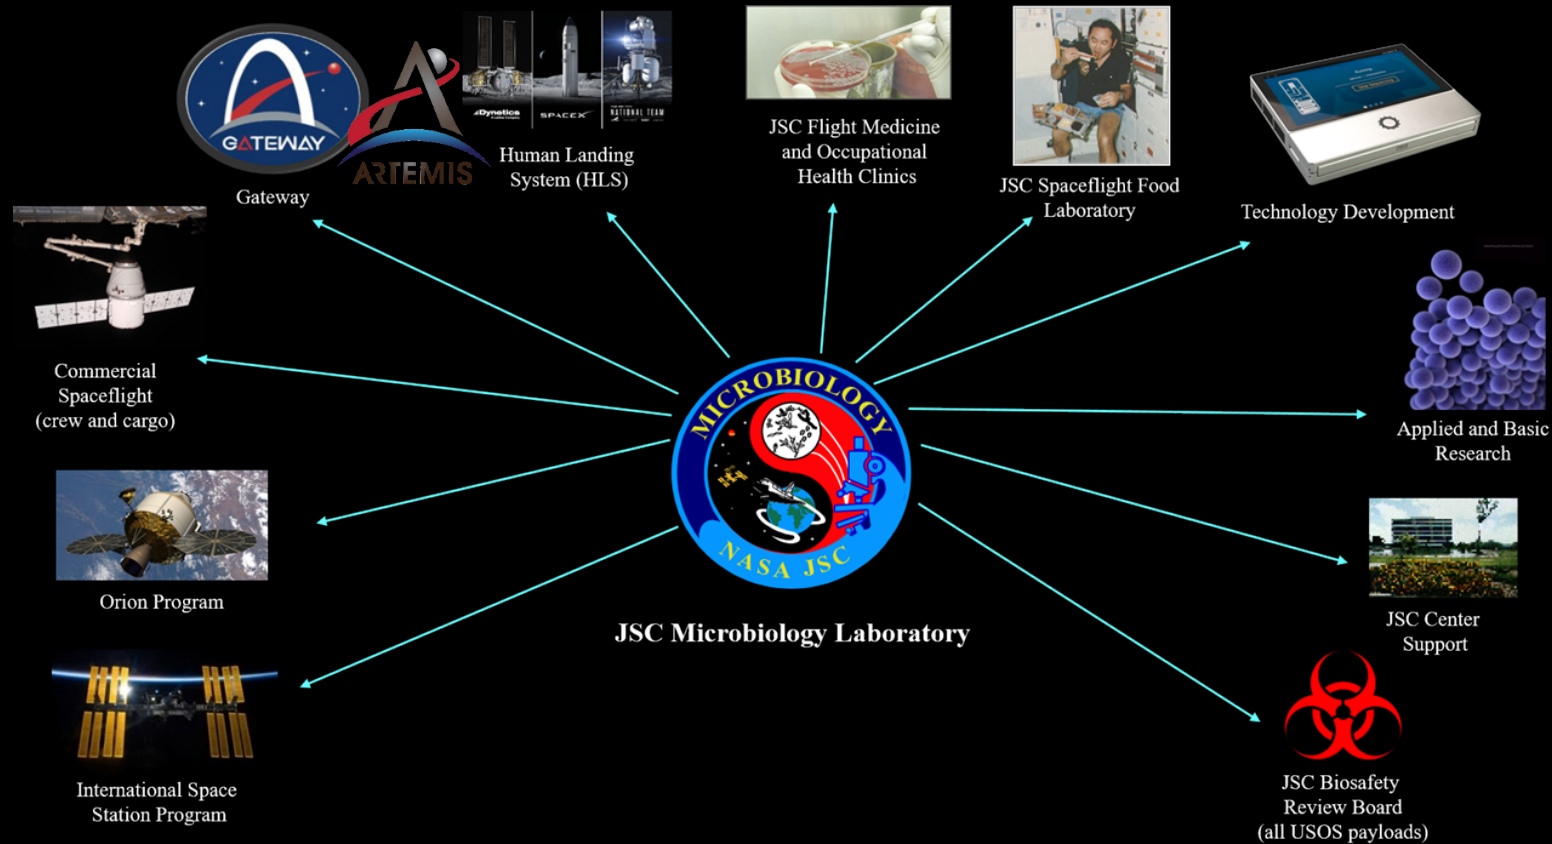 GATEWAY
ARTEMIS
Gateway
Dynetics
SPACEX
NATIONAL TEAM
Human Landing
System (HLS)
JSC Flight Medicine
and Occupational
Health Clinics
JSC Spaceflight Food
Laboratory
Technology Development
Commercial
Spaceflight
(crew and cargo)
Applied and Basic
Research
Orion Program
MICROBIOLOGY
NASA JSC
JSC Microbiology Laboratory
JSC Center
Support
International Space
Station Program
JSC Biosafety
Review Board
(all USOS payloads)